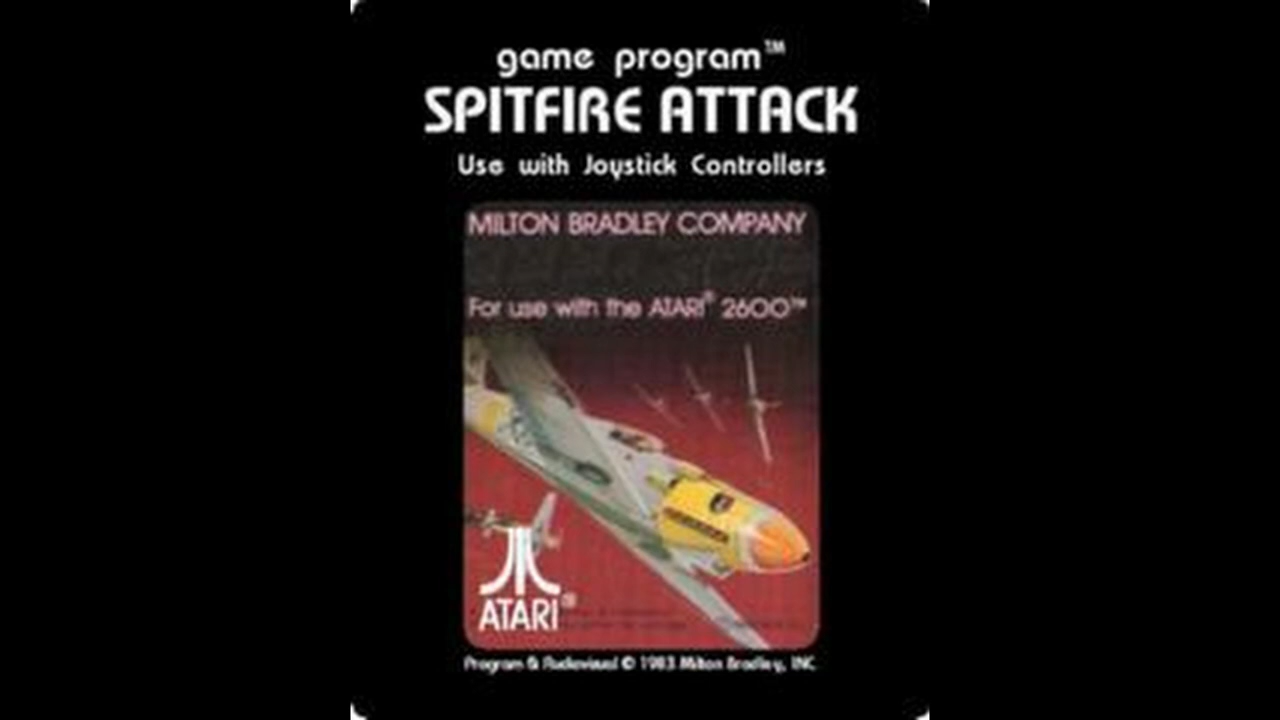 game program™
SPITFIRE ATTACK
Use with Joystick Controllers
MILTON BRADLEY COMPANY
For use with the ATARI® 2600™
ATARI®
Program & Audiovisual © 1983 Milton Bradley, INC